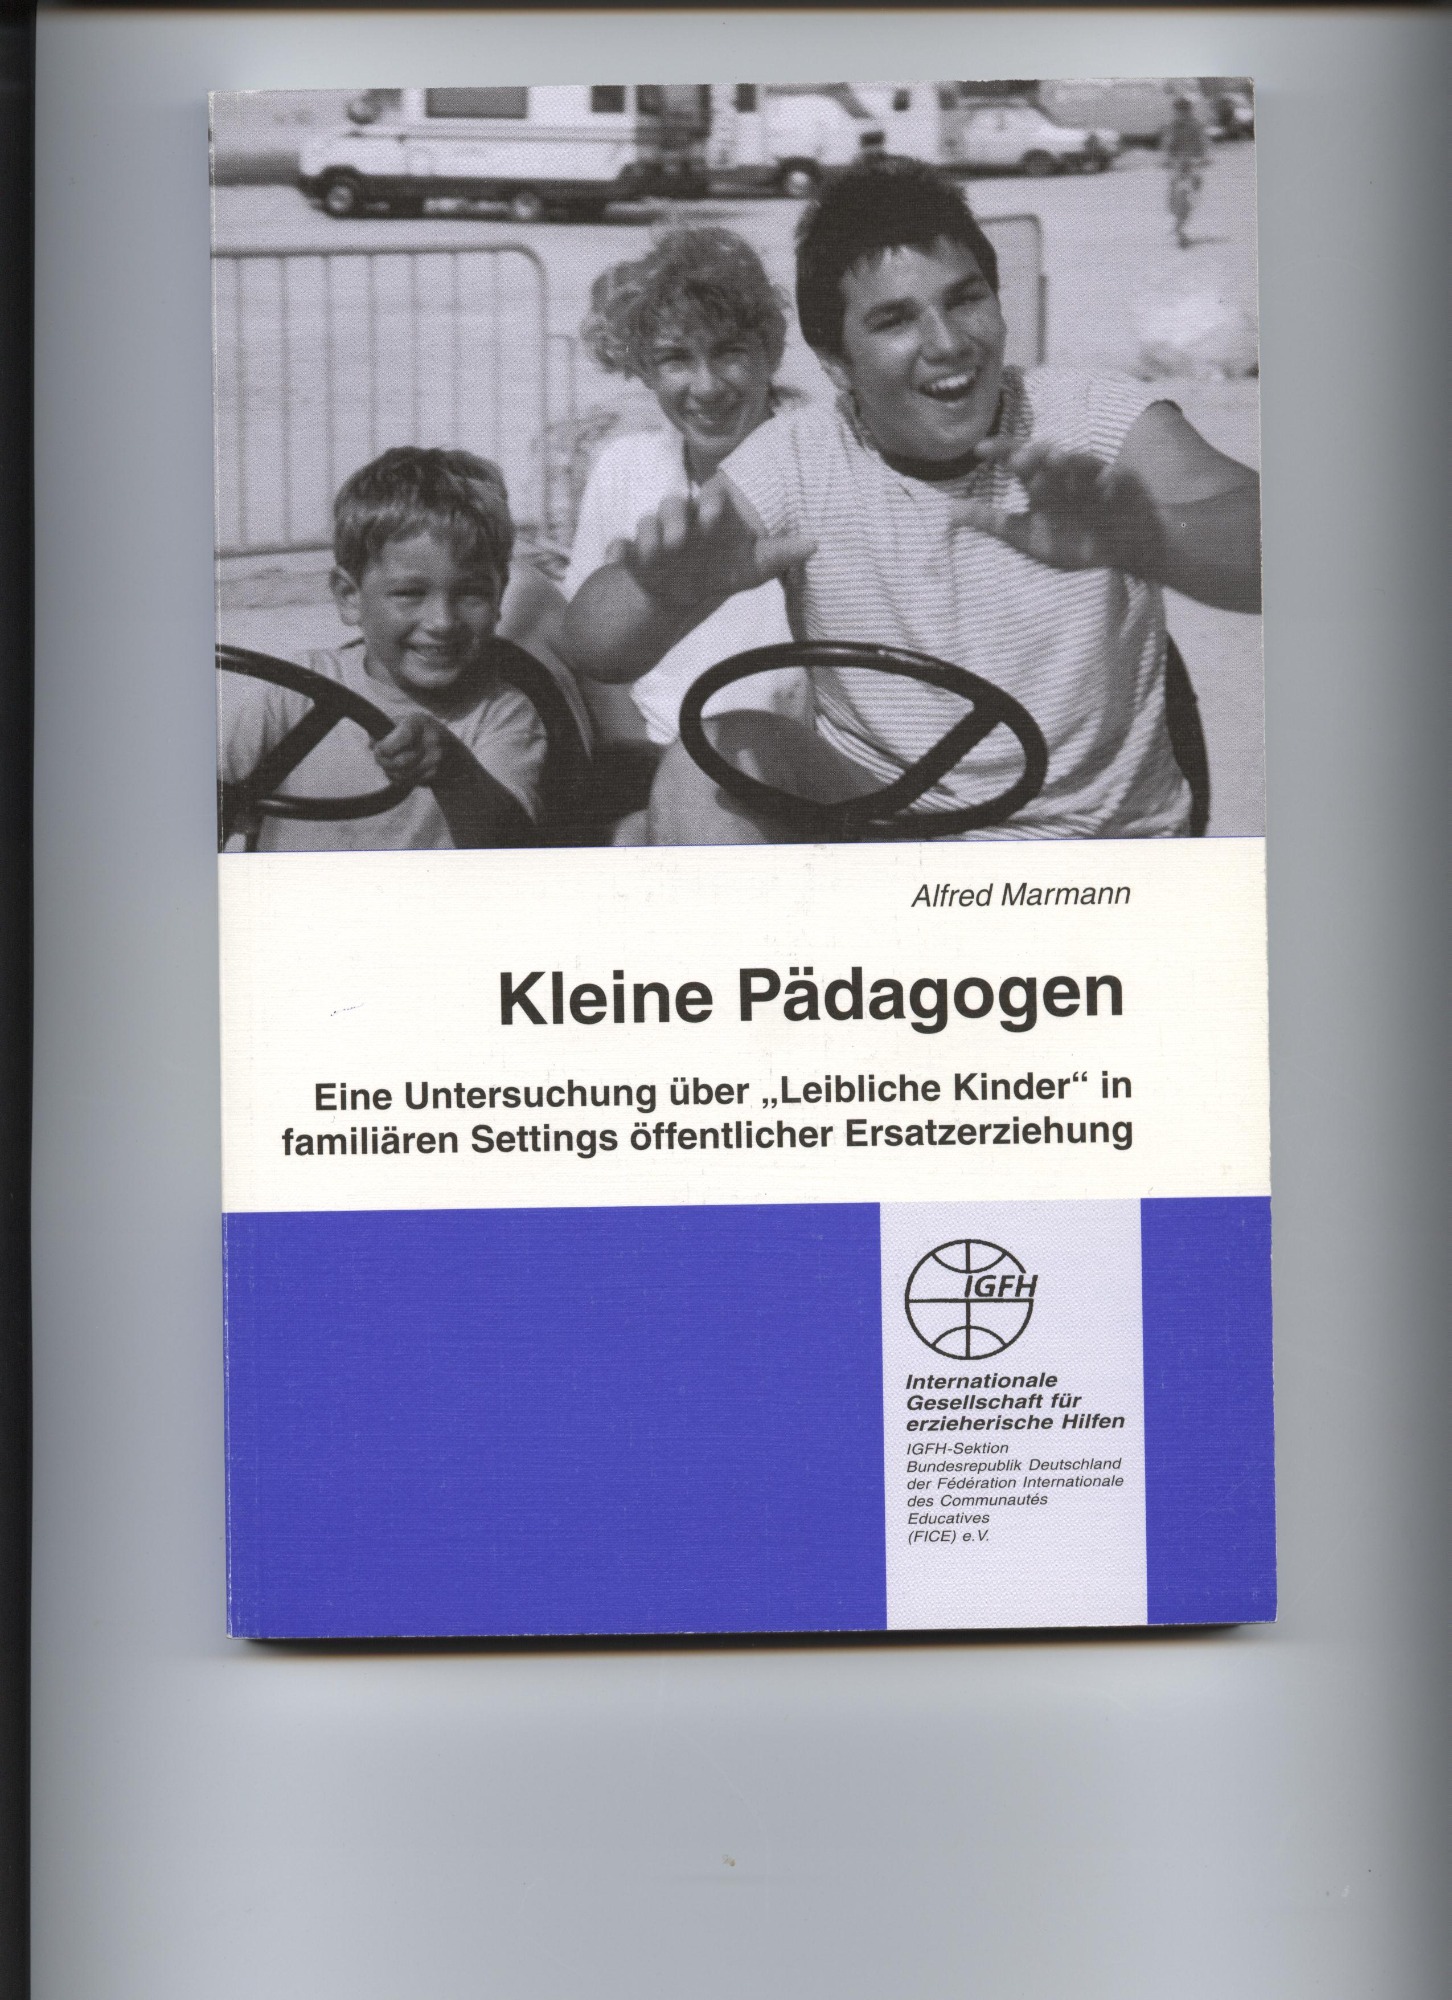 Alfred Marmann
Kleine Pädagogen
Eine Untersuchung über „Leibliche Kinder“ in
familiären Settings öffentlicher Ersatzerziehung
IGFH
Internationale
Gesellschaft für
erzieherische Hilfen
IGFH-Sektion
Bundesrepublik Deutschland
der Fédération Internationale
des Communautés
Educatives
(FICE) e.V.